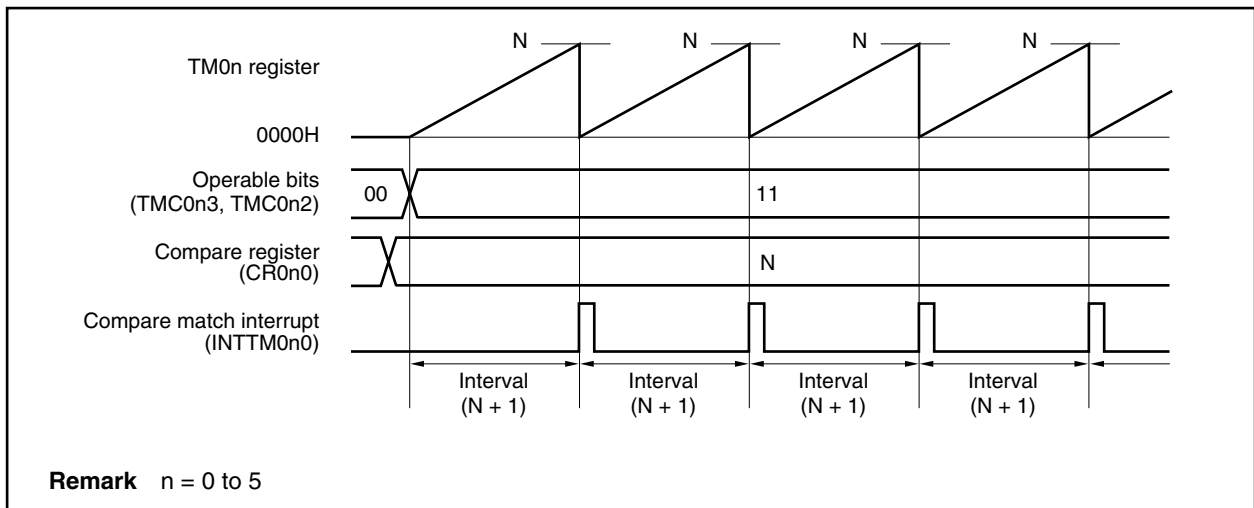 N N N N
TM0n register
0000H
Operable bits
(TMC0n3, TMC0n2)
00 11
Compare register
(CR0n0)
N
Compare match interrupt
(INTTM0n0)
Interval Interval Interval Interval
(N + 1) (N + 1) (N + 1) (N + 1)
Remark n = 0 to 5